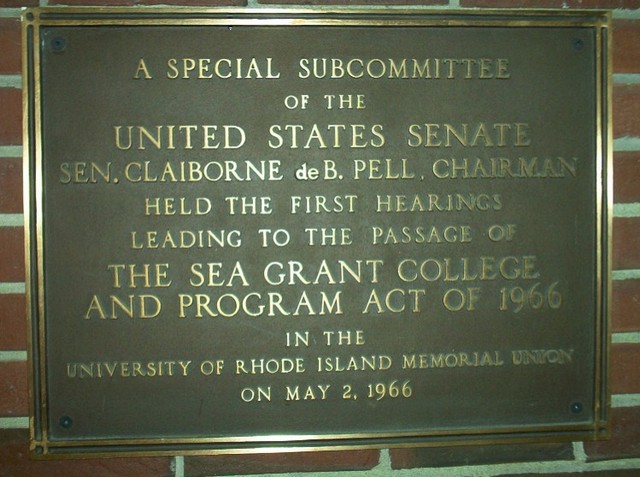 A SPECIAL SUBCOMMITTEE
OF THE
UNITED STATES SENATE
SEN. CLAIBORNE de B. PELL, CHAIRMAN
HELD THE FIRST HEARINGS
LEADING TO THE PASSAGE OF
THE SEA GRANT COLLEGE
AND PROGRAM ACT OF 1966
IN THE
UNIVERSITY OF RHODE ISLAND MEMORIAL UNION
ON MAY 2, 1966